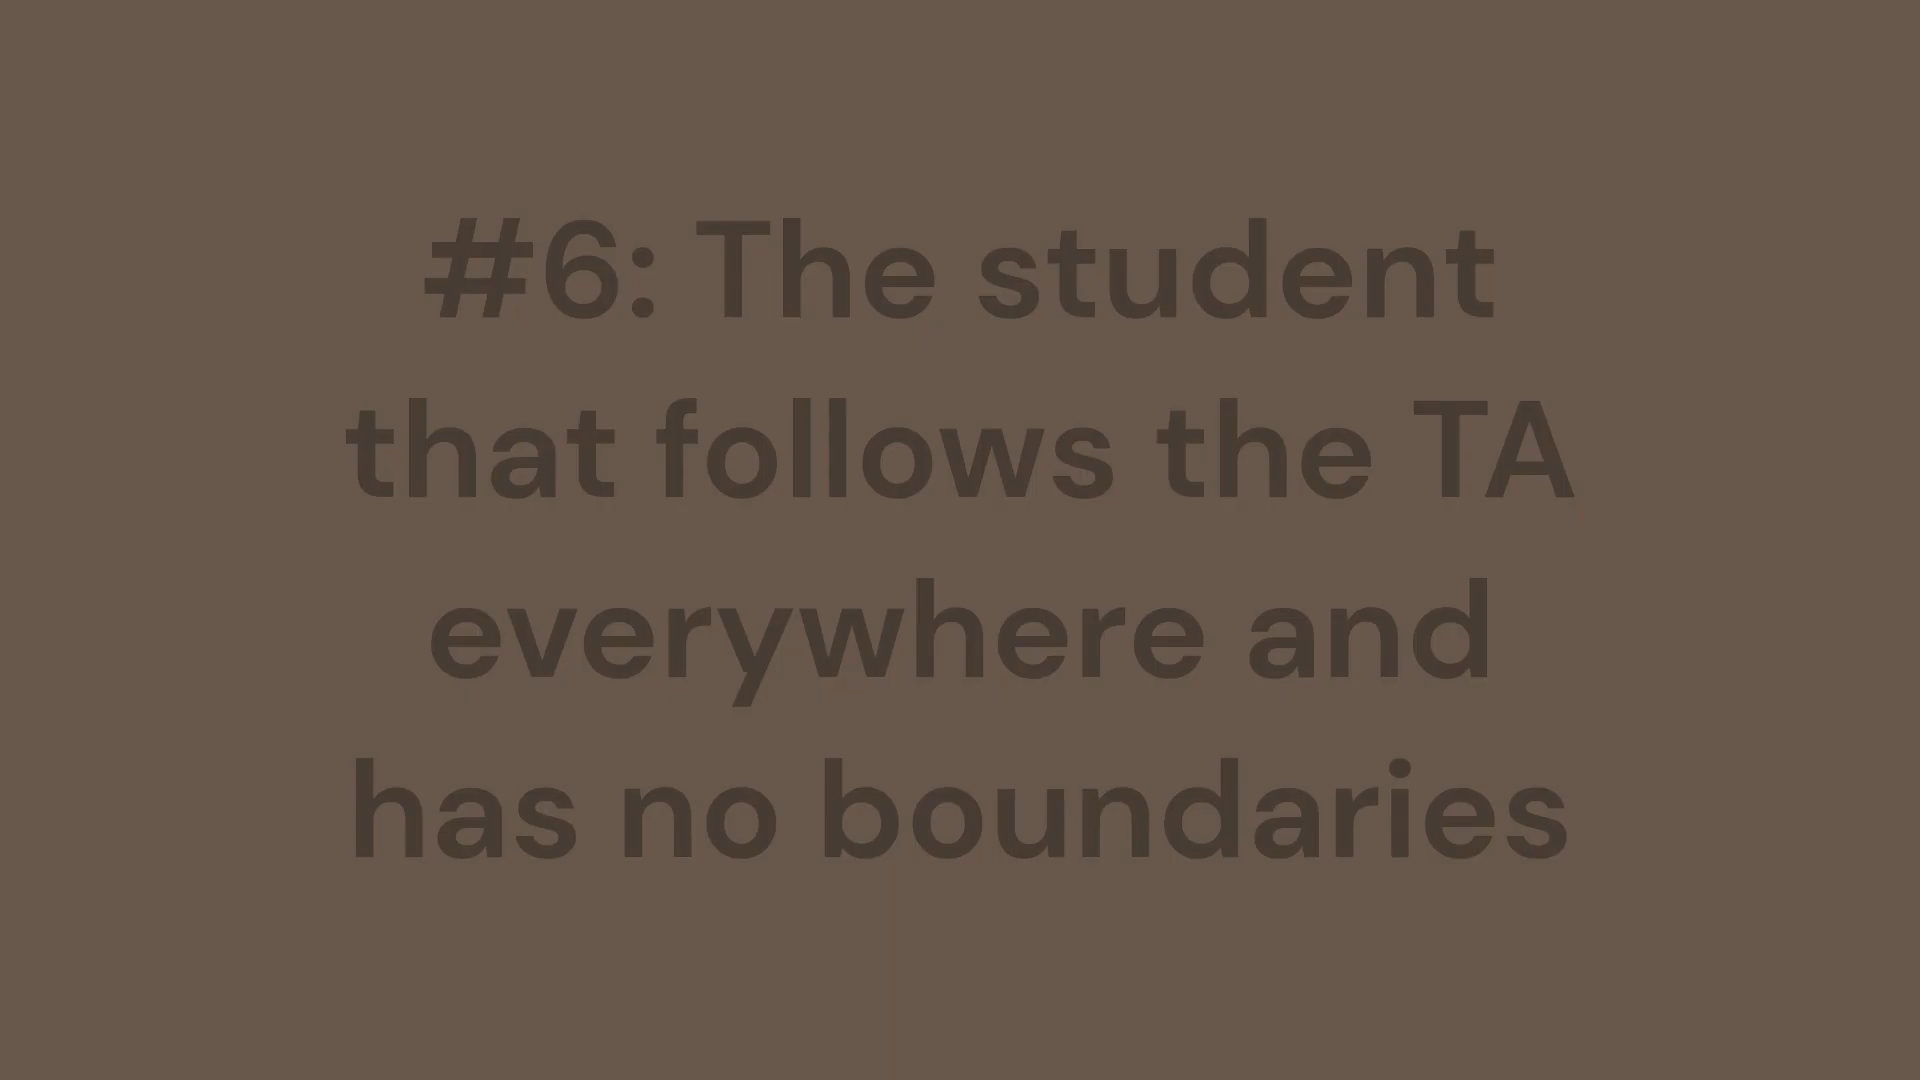 #6: The student
that follows the TA
everywhere and
has no boundaries